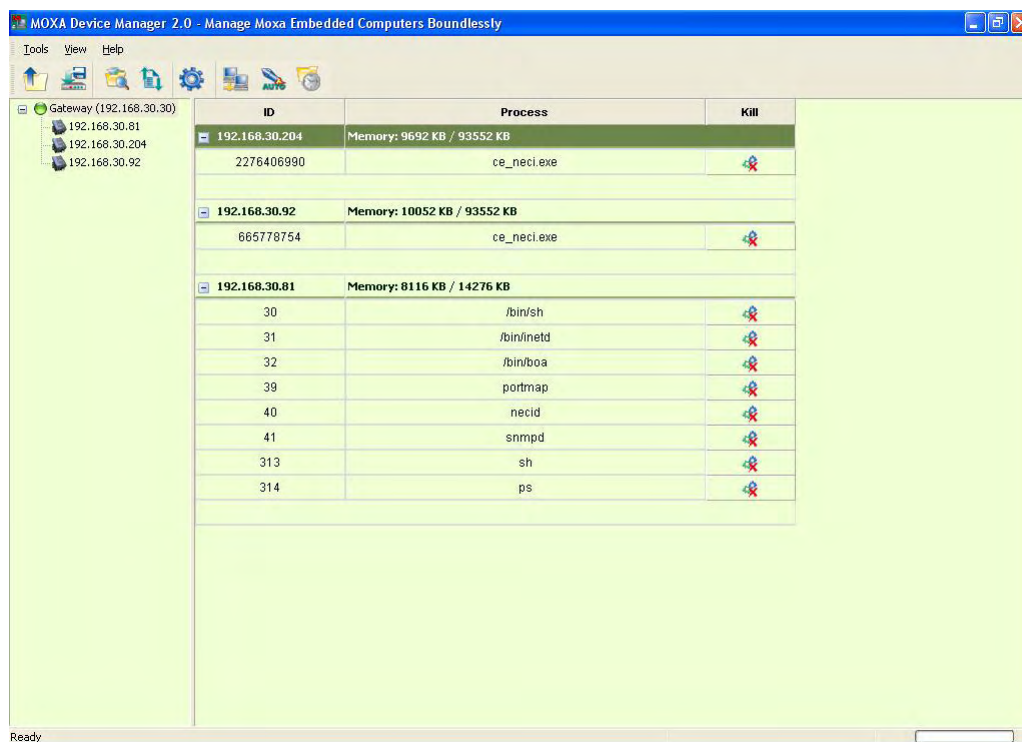 MOXA Device Manager 2.0 - Manage Moxa Embedded Computers Boundlessly
Tools View Help
AUTO
Gateway (192.168.30.30)
192.168.30.81
192.168.30.204
192.168.30.92
ID Process Kill
192.168.30.204 Memory: 9692 KB / 93552 KB
2276406990 ce_neci.exe
192.168.30.92 Memory: 10052 KB / 93552 KB
665778754 ce_neci.exe
192.168.30.81 Memory: 8116 KB / 14276 KB
30 /bin/sh
31 /bin/inetd
32 /bin/boa
39 portmap
40 necid
41 snmpd
313 sh
314 ps
Ready